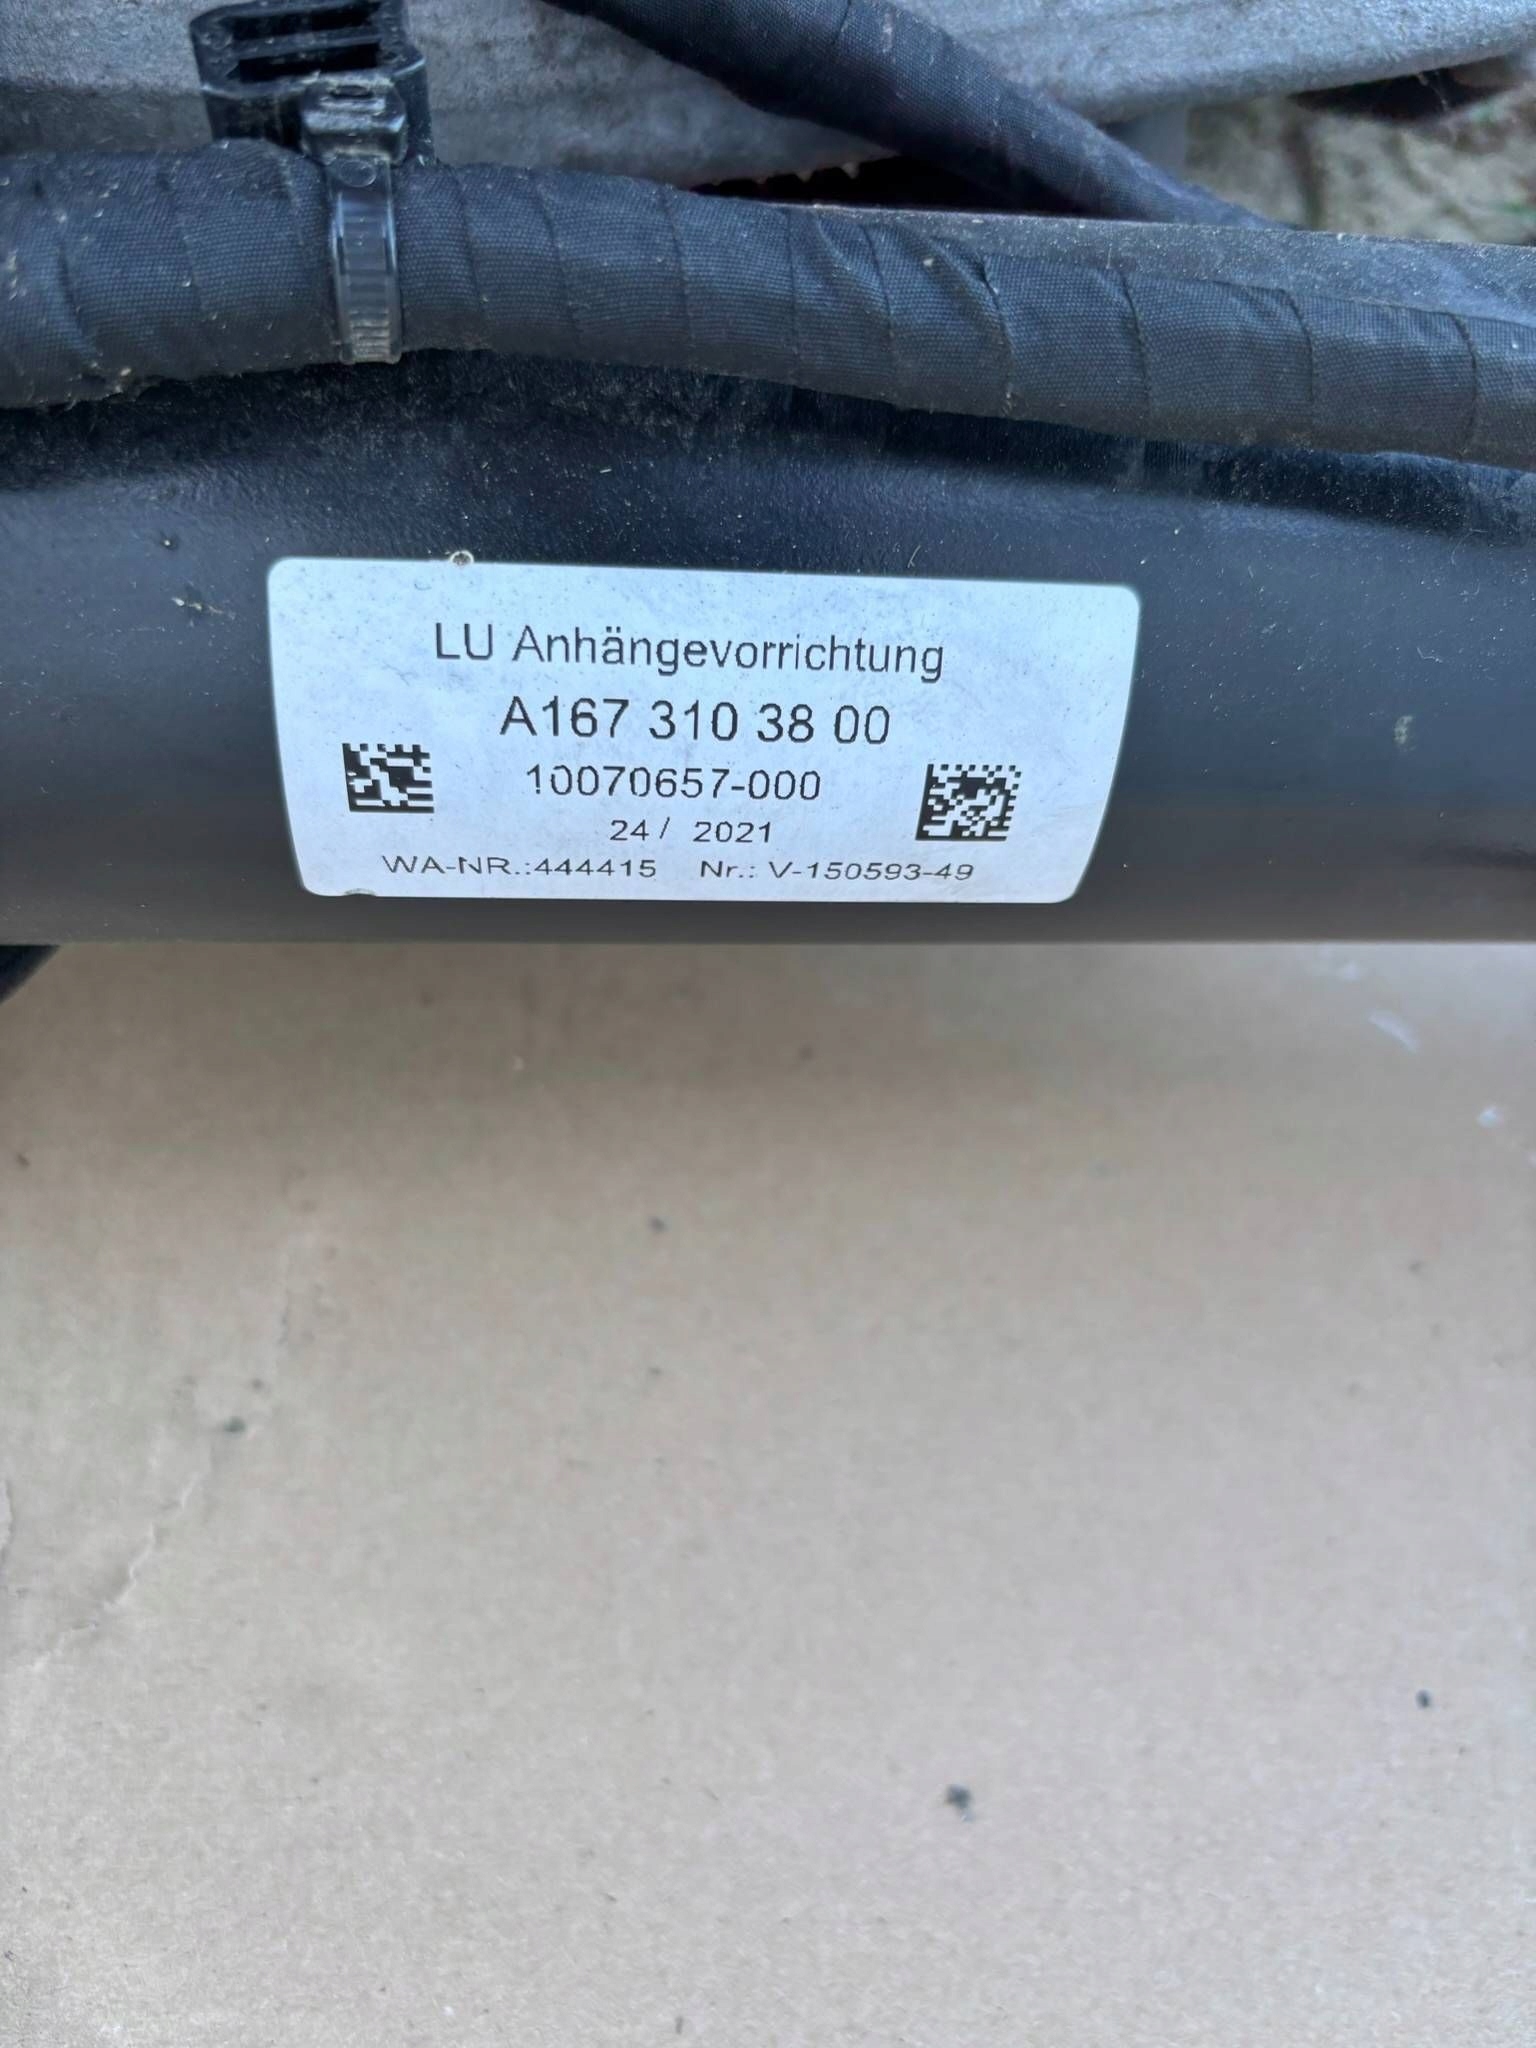 LU Anhängevorrichtung
A167 310 38 00
10070657-000
24/ 2021
WA-NR.:444415 Nr.: V-150593-49